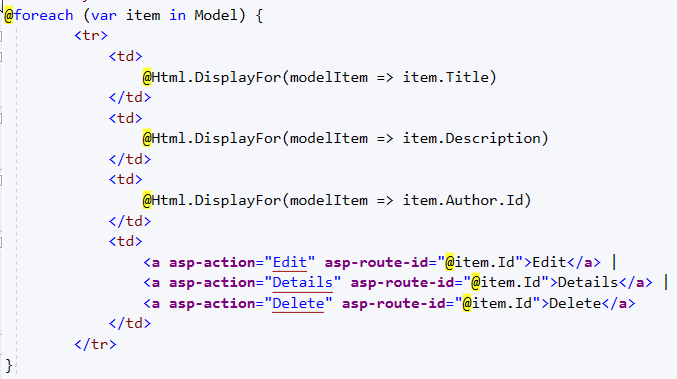 @foreach (var item in Model) {
<tr>
<td>
@Html.DisplayFor(modelItem => item.Title)
</td>
<td>
@Html.DisplayFor(modelItem => item.Description)
</td>
<td>
@Html.DisplayFor(modelItem => item.Author.Id)
</td>
<td>
<a asp-action="Edit" asp-route-id="@item.Id">Edit</a> |
<a asp-action="Details" asp-route-id="@item.Id">Details</a> |
<a asp-action="Delete" asp-route-id="@item.Id">Delete</a>
</td>
</tr>
}